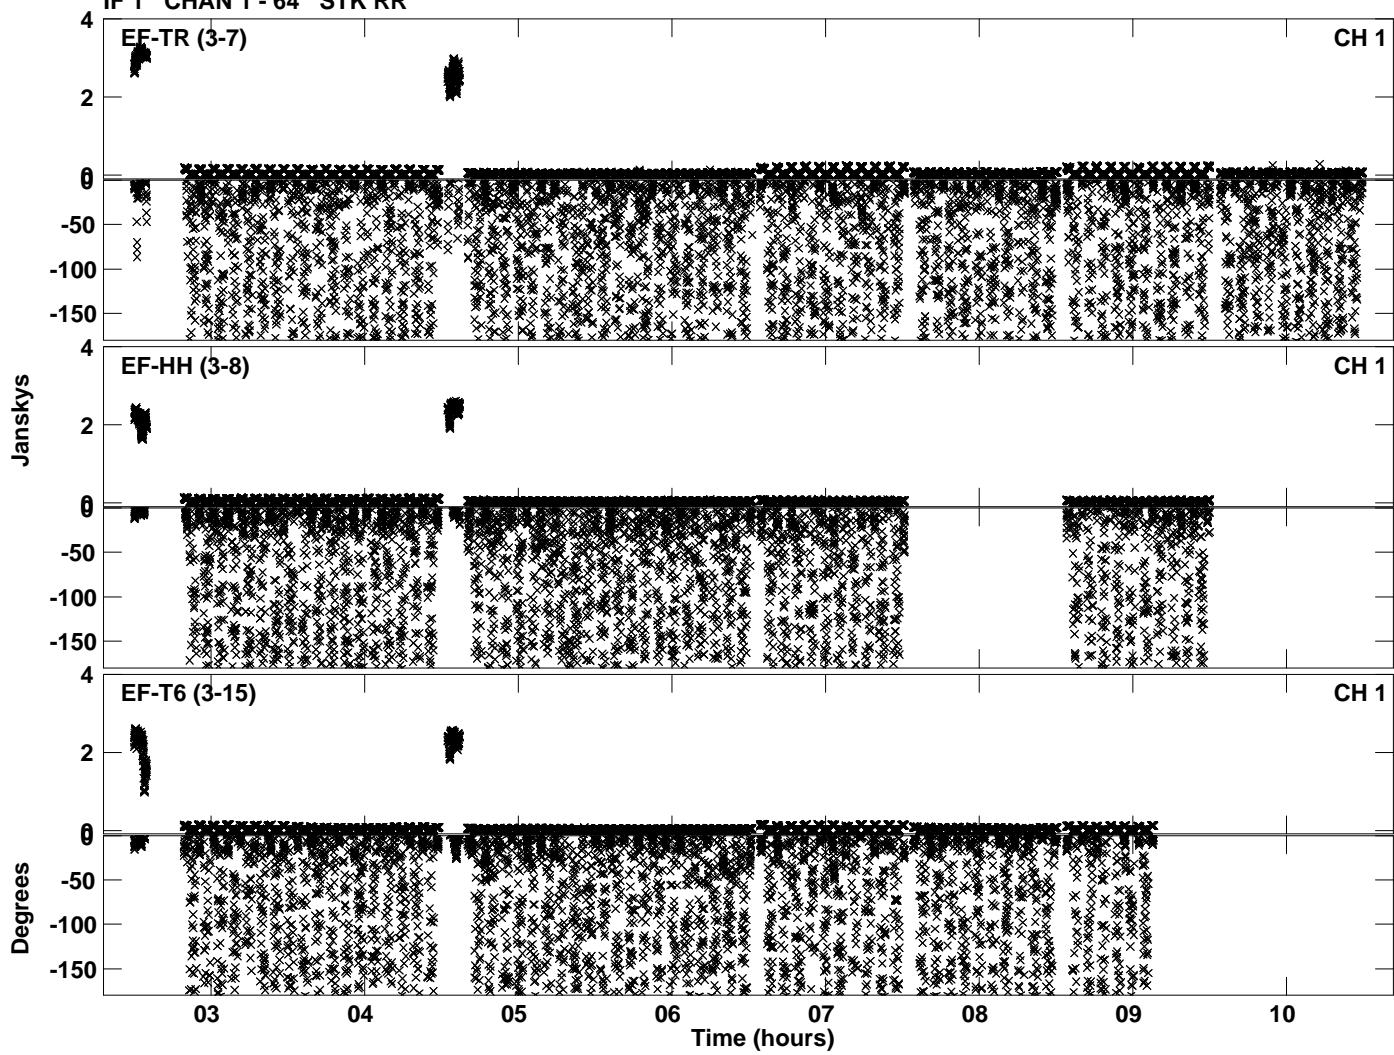 IF 1 CHAN 1 - 64 STK RR
EF-TR (3-7) CH 1
4
2
0
0
-50
-100
-150
EF-HH (3-8) CH 1
4
2
0
0
-50
-100
-150
EF-T6 (3-15) CH 1
4
2
0
0
-50
-100
-150
Janskys
Degrees
03 04 05 06 07 08 09 10
Time (hours)